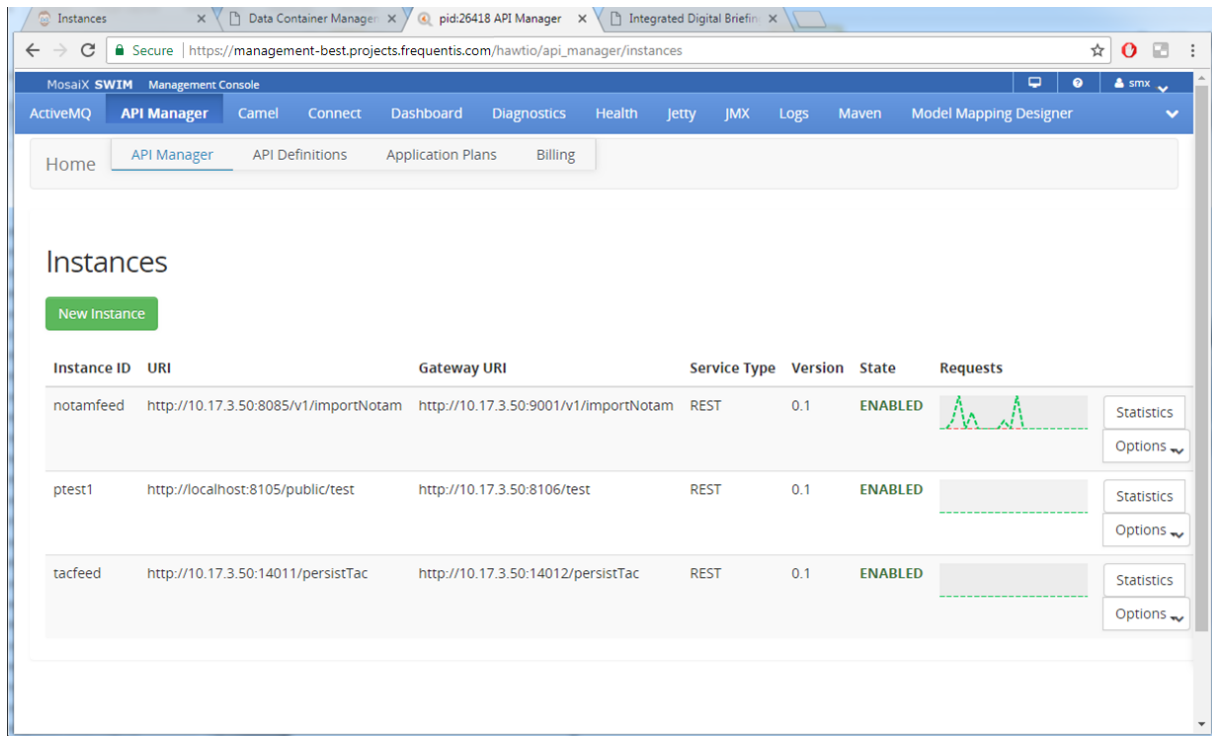 Instances
Data Container Manager
pid:26418 API Manager
Integrated Digital Briefin
Secure | https://management-best.projects.frequentis.com/hawtio/api_manager/instances
MosaiX SWIM Management Console
smx
ActiveMQ API Manager Camel Connect Dashboard Diagnostics Health Jetty JMX Logs Maven Model Mapping Designer
Home API Manager API Definitions Application Plans Billing
Instances
New Instance
Instance ID URI Gateway URI Service Type Version State Requests
notamfeed http://10.17.3.50:8085/v1/importNotam http://10.17.3.50:9001/v1/importNotam REST 0.1 ENABLED Statistics
Options
ptest1 http://localhost:8105/public/test http://10.17.3.50:8106/test REST 0.1 ENABLED Statistics
Options
tacfeed http://10.17.3.50:14011/persistTac http://10.17.3.50:14012/persistTac REST 0.1 ENABLED Statistics
Options